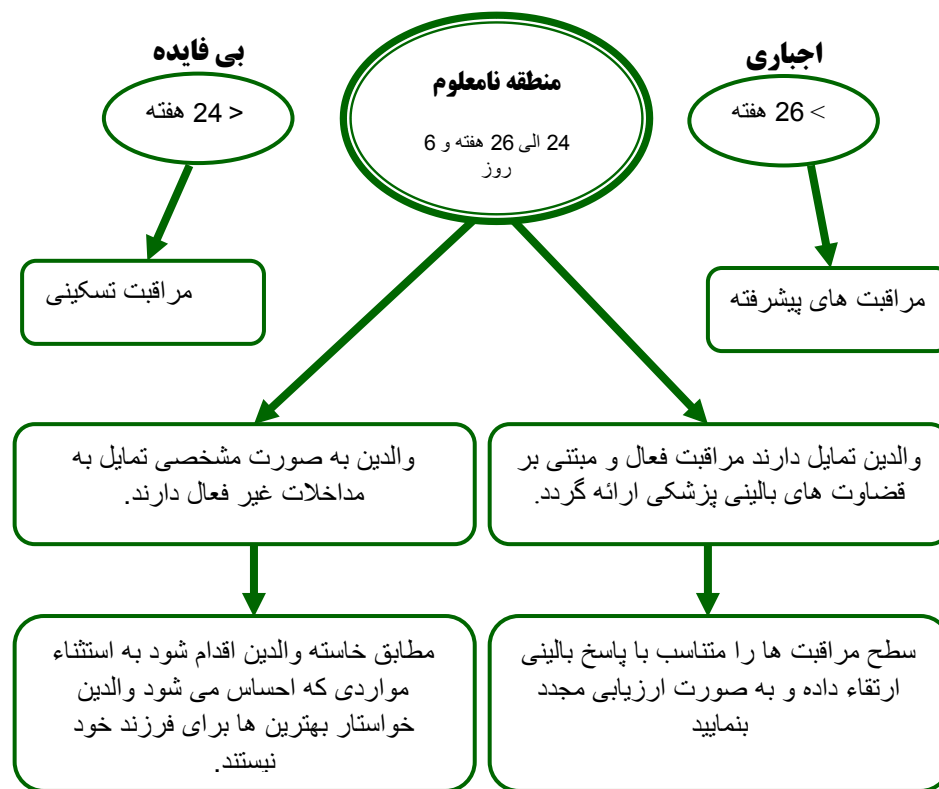 اجباری
> 26 هفته
مراقبت های پیشرفته
منطقه نامعلوم
24 الی 26 هفته و 6
روز
بی فایده
< 24 هفته
مراقبت تسکینی
والدین تمایل دارند مراقبت فعال و مبتنی بر
قضاوت های بالینی پزشکی ارائه گردد.
سطح مراقبت ها را متناسب با پاسخ بالینی
ارتقاء داده و به صورت ارزیابی مجدد
بنمایید
والدین به صورت مشخصی تمایل به
مداخلات غیر فعال دارند.
مطابق خاسته والدین اقدام شود به استثناء
مواردی که احساس می شود والدین
خواستار بهترین ها برای فرزند خود
نیستند.